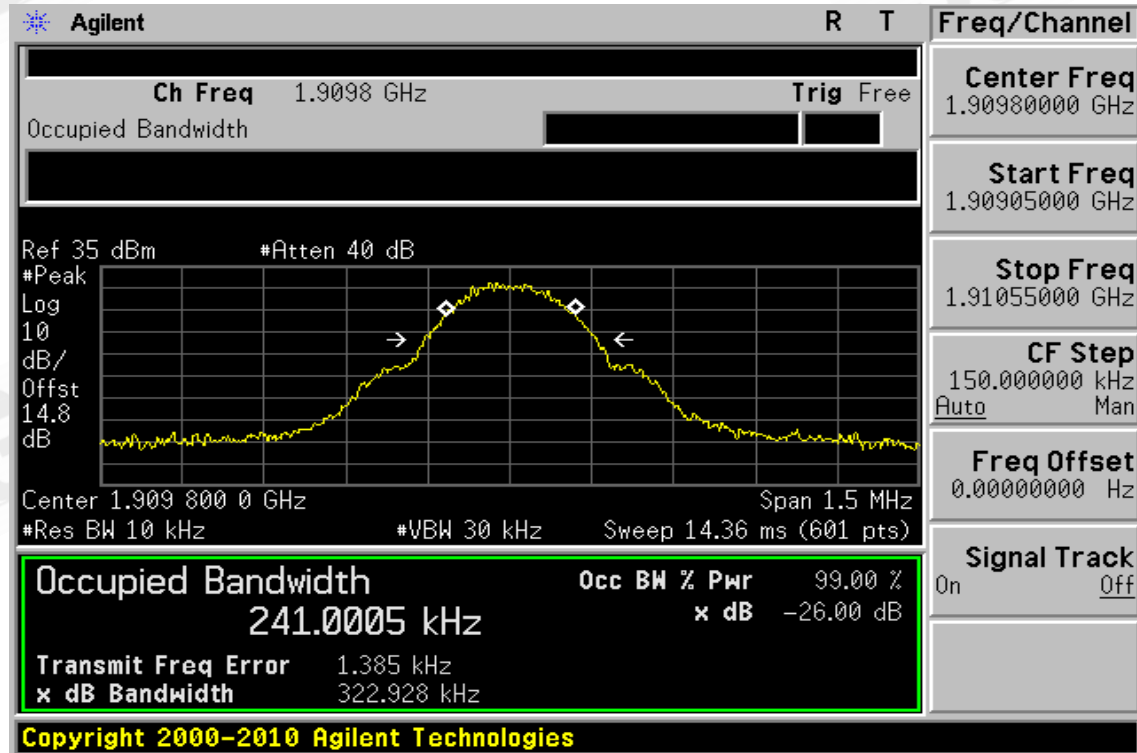 Agilent R T Freq/Channel
Ch Freq 1.9098 GHz Trig Free
Occupied Bandwidth
Center Freq
1.90980000 GHz
Start Freq
1.90905000 GHz
Stop Freq
1.91055000 GHz
CF Step
150.000000 kHz
Auto Man
Freq Offset
0.00000000 Hz
Signal Track
On Off
Ref 35 dBm #Atten 40 dB
#Peak
Log
10
dB/
Offst
14.8
dB
Center 1.909 800 0 GHz Span 1.5 MHz
#Res BW 10 kHz #VBW 30 kHz Sweep 14.36 ms (601 pts)
Occupied Bandwidth Occ BW % Pwr 99.00 %
241.0005 kHz x dB -26.00 dB
Transmit Freq Error 1.385 kHz
x dB Bandwidth 322.928 kHz
Copyright 2000-2010 Agilent Technologies